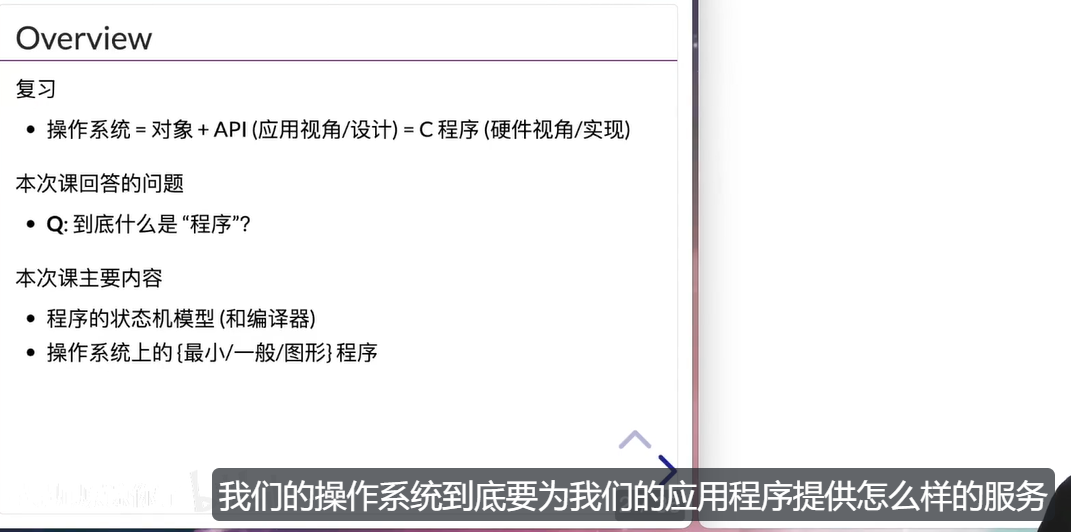 Overview
复习
• 操作系统 = 对象 + API (应用视角/设计) = C 程序 (硬件视角/实现)
本次课回答的问题
• Q: 到底什么是 “程序”?
本次课主要内容
• 程序的状态机模型 (和编译器)
• 操作系统上的 {最小/一般/图形} 程序
我们的操作系统到底要为我们的应用程序提供怎么样的服务